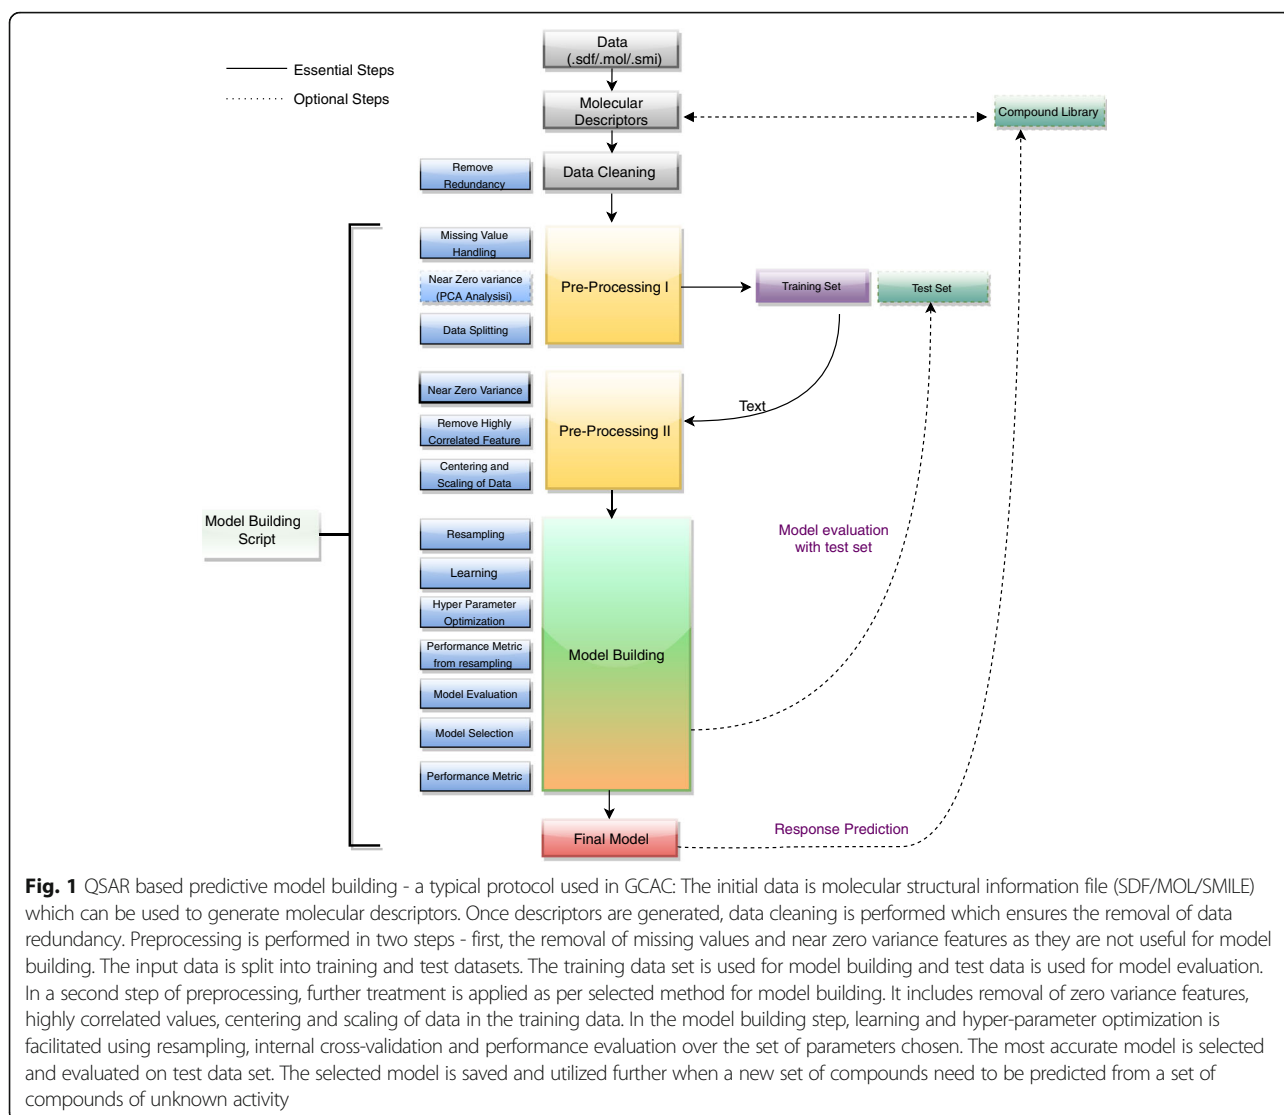 Data
(.sdf/.mol/.smi)
Essential Steps
Optional Steps
Molecular
Descriptors
Compound Library
Remove
Redundancy
Data Cleaning
Missing Value
Handling
Near Zero variance
(PCA Analysisi)
Data Splitting
Pre-Processing I
Training Set
Test Set
Near Zero Variance
Remove Highly
Correlated Feature
Centering and
Scaling of Data
Pre-Processing II
Text
Model Building
Script
Resampling
Learning
Hyper Parameter
Optimization
Performance Metric
from resampling
Model Evaluation
Model Selection
Performance Metric
Model Building
Model evaluation
with test set
Final Model
Response Prediction
Fig. 1 QSAR based predictive model building - a typical protocol used in GCAC: The initial data is molecular structural information file (SDF/MOL/SMILE)
which can be used to generate molecular descriptors. Once descriptors are generated, data cleaning is performed which ensures the removal of data
redundancy. Preprocessing is performed in two steps - first, the removal of missing values and near zero variance features as they are not useful for model
building. The input data is split into training and test datasets. The training data set is used for model building and test data is used for model evaluation.
In a second step of preprocessing, further treatment is applied as per selected method for model building. It includes removal of zero variance features,
highly correlated values, centering and scaling of data in the training data. In the model building step, learning and hyper-parameter optimization is
facilitated using resampling, internal cross-validation and performance evaluation over the set of parameters chosen. The most accurate model is selected
and evaluated on test data set. The selected model is saved and utilized further when a new set of compounds need to be predicted from a set of
compounds of unknown activity